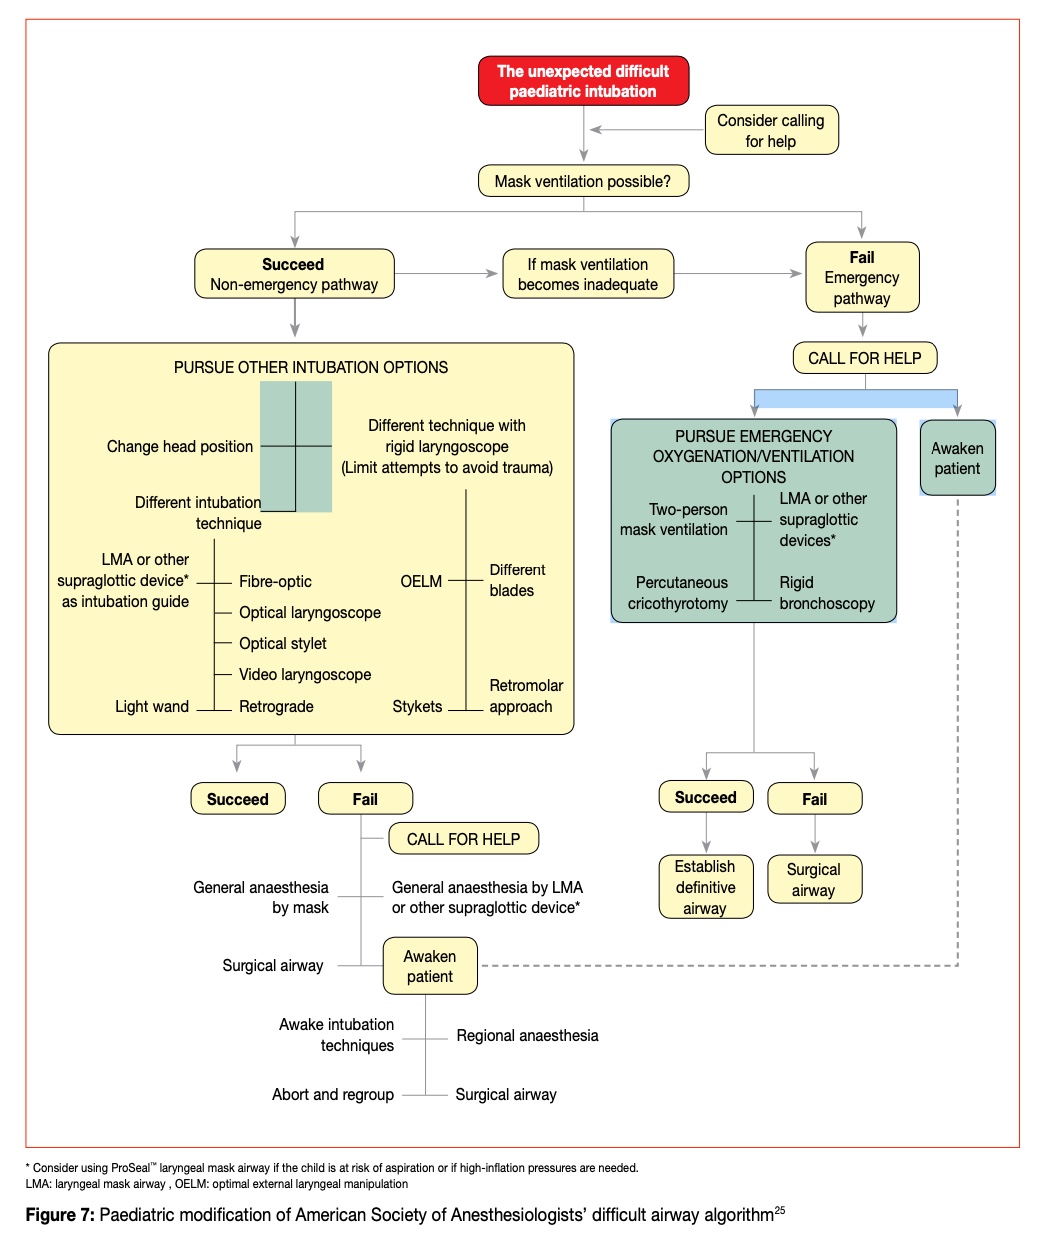 The unexpected difficult
paediatric intubation
Consider calling
for help
Mask ventilation possible?
Succeed
Non-emergency pathway
If mask ventilation
becomes inadequate
Fail
Emergency
pathway
CALL FOR HELP
PURSUE OTHER INTUBATION OPTIONS
Change head position
Different technique with
rigid laryngoscope
(Limit attempts to avoid trauma)
Different intubation
technique
LMA or other
supraglottic device*
as intubation guide
Fibre-optic
Optical laryngoscope
Optical stylet
Video laryngoscope
Light wand
Retrograde
OELM
Different
blades
Stykets
Retromolar
approach
PURSUE EMERGENCY
OXYGENATION/VENTILATION
OPTIONS
Two-person
mask ventilation
LMA or other
supraglottic
devices*
Percutaneous
cricothyrotomy
Rigid
bronchoscopy
Awaken
patient
Succeed
Fail
CALL FOR HELP
General anaesthesia
by mask
General anaesthesia by LMA
or other supraglottic device*
Surgical airway
Awaken
patient
Awake intubation
techniques
Regional anaesthesia
Abort and regroup
Surgical airway
Succeed
Fail
Establish
definitive
airway
Surgical
airway
* Consider using ProSeal™ laryngeal mask airway if the child is at risk of aspiration or if high-inflation pressures are needed.
LMA: laryngeal mask airway , OELM: optimal external laryngeal manipulation
Figure 7: Paediatric modification of American Society of Anesthesiologists’ difficult airway algorithm25